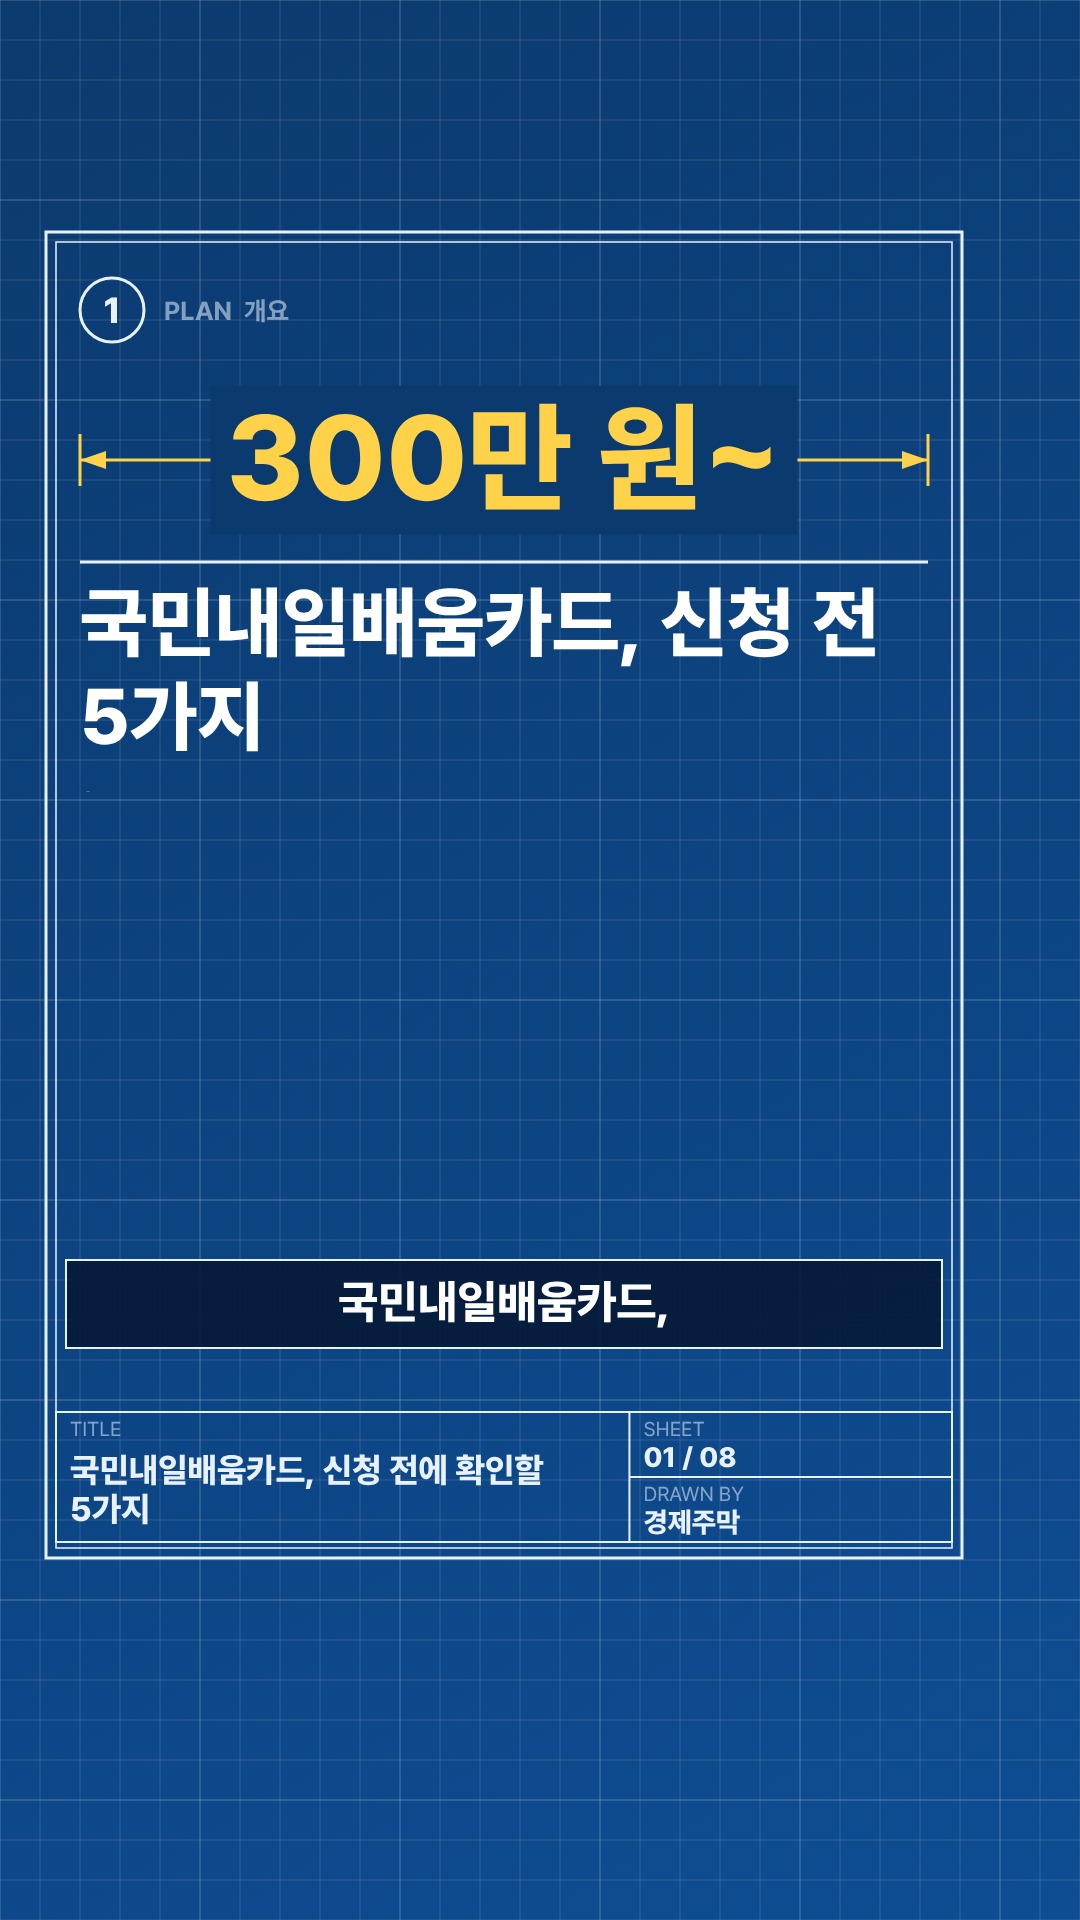 1 PLAN 개요
300만 원~
국민내일배움카드, 신청 전
5가지
국민내일배움카드,
TITLE
국민내일배움카드, 신청 전에 확인할
5가지
SHEET
01 / 08
DRAWN BY
경제주막